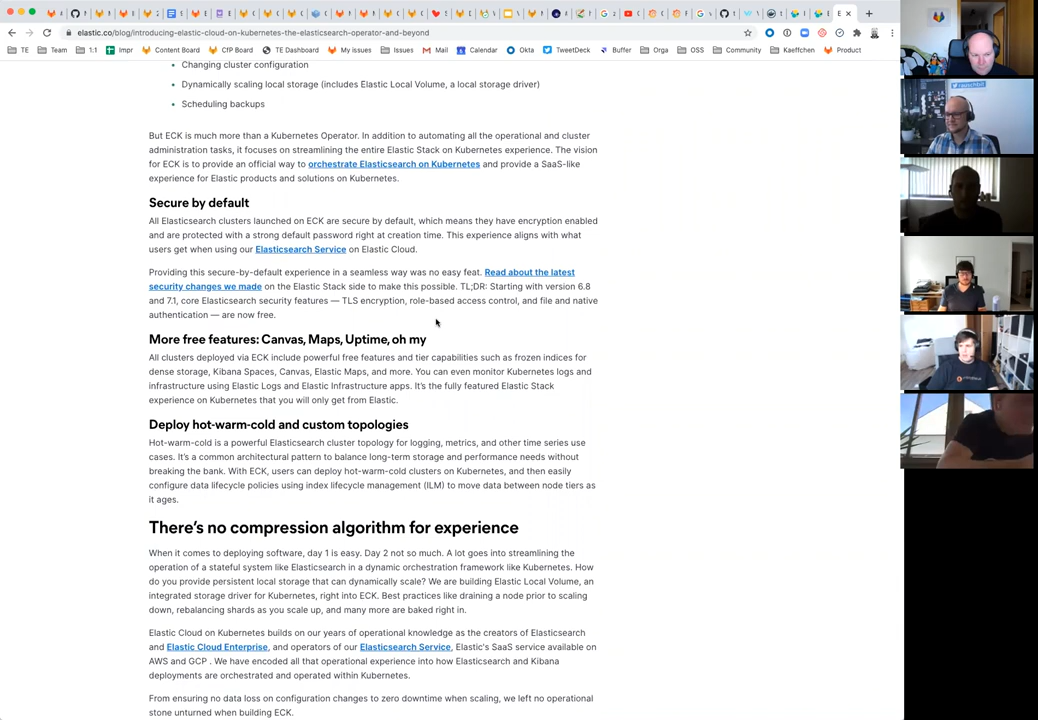 elastic.co/blog/introducing-elastic-cloud-on-kubernetes-the-elasticsearch-operator-and-beyond
TE Team 1:1 Impr Content Board CfP Board TE Dashboard My issues Issues Mail Calendar Okta TweetDeck Buffer Orga OSS Community Kaeffchen Product
Changing cluster configuration
Dynamically scaling local storage (includes Elastic Local Volume, a local storage driver)
Scheduling backups
But ECK is much more than a Kubernetes Operator. In addition to automating all the operational and cluster
administration tasks, it focuses on streamlining the entire Elastic Stack on Kubernetes experience. The vision
for ECK is to provide an official way to orchestrate Elasticsearch on Kubernetes and provide a SaaS-like
experience for Elastic products and solutions on Kubernetes.
Secure by default
All Elasticsearch clusters launched on ECK are secure by default, which means they have encryption enabled
and are protected with a strong default password right at creation time. This experience aligns with what
users get when using our Elasticsearch Service on Elastic Cloud.
Providing this secure-by-default experience in a seamless way was no easy feat. Read about the latest
security changes we made on the Elastic Stack side to make this possible. TL;DR: Starting with version 6.8
and 7.1, core Elasticsearch security features — TLS encryption, role-based access control, and file and native
authentication — are now free.
More free features: Canvas, Maps, Uptime, oh my
All clusters deployed via ECK include powerful free features and tier capabilities such as frozen indices for
dense storage, Kibana Spaces, Canvas, Elastic Maps, and more. You can even monitor Kubernetes logs and
infrastructure using Elastic Logs and Elastic Infrastructure apps. It's the fully featured Elastic Stack
experience on Kubernetes that you will only get from Elastic.
Deploy hot-warm-cold and custom topologies
Hot-warm-cold is a powerful Elasticsearch cluster topology for logging, metrics, and other time series use
cases. It's a common architectural pattern to balance long-term storage and performance needs without
breaking the bank. With ECK, users can deploy hot-warm-cold clusters on Kubernetes, and then easily
configure data lifecycle policies using index lifecycle management (ILM) to move data between node tiers as
it ages.
There's no compression algorithm for experience
When it comes to deploying software, day 1 is easy. Day 2 not so much. A lot goes into streamlining the
operation of a stateful system like Elasticsearch in a dynamic orchestration framework like Kubernetes. How
do you provide persistent local storage that can dynamically scale? We are building Elastic Local Volume, an
integrated storage driver for Kubernetes, right into ECK. Best practices like draining a node prior to scaling
down, rebalancing shards as you scale up, and many more are baked right in.
Elastic Cloud on Kubernetes builds on our years of operational knowledge as the creators of Elasticsearch
and Elastic Cloud Enterprise, and operators of our Elasticsearch Service, Elastic's SaaS service available on
AWS and GCP . We have encoded all that operational experience into how Elasticsearch and Kibana
deployments are orchestrated and operated within Kubernetes.
From ensuring no data loss on configuration changes to zero downtime when scaling, we left no operational
stone unturned when building ECK.